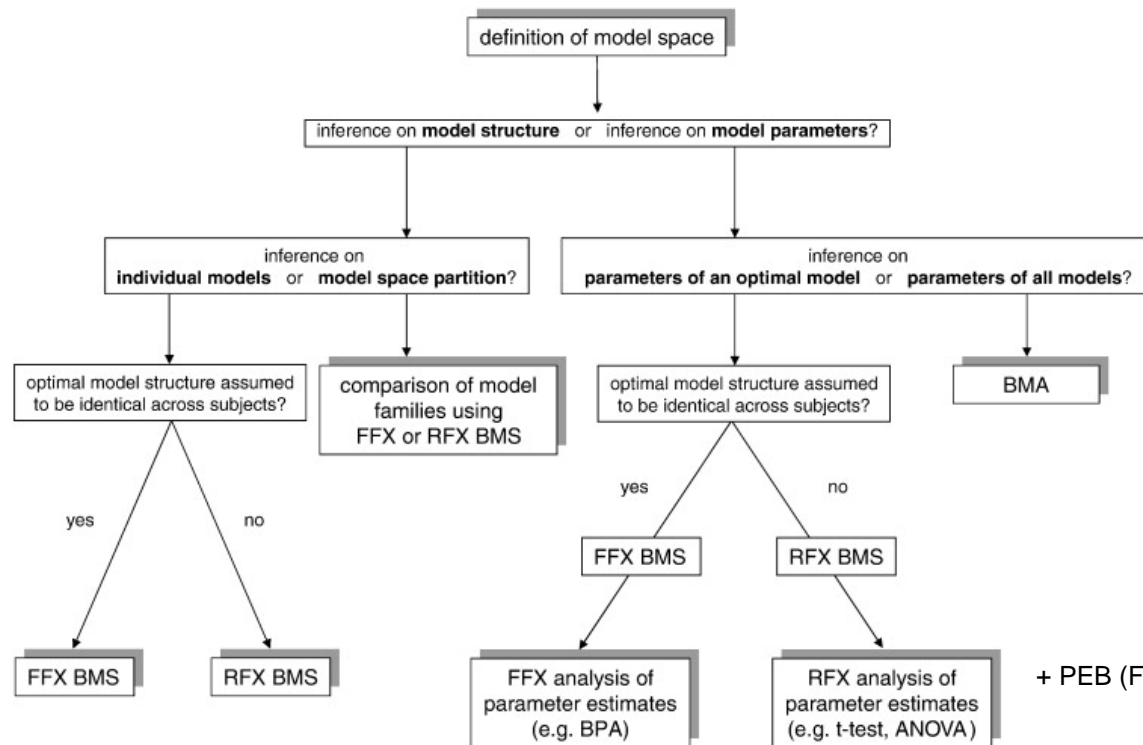 definition of model space
inference on model structure or inference on model parameters?
inference on
individual models or model space partition?
inference on
parameters of an optimal model or parameters of all models?
optimal model structure assumed
to be identical across subjects?
comparison of model
families using
FFX or RFX BMS
optimal model structure assumed
to be identical across subjects?
BMA
yes
no
yes
no
FFX BMS
RFX BMS
FFX BMS
RFX BMS
FFX analysis of
parameter estimates
(e.g. BPA)
RFX analysis of
parameter estimates
(e.g. t-test, ANOVA)
+ PEB (F